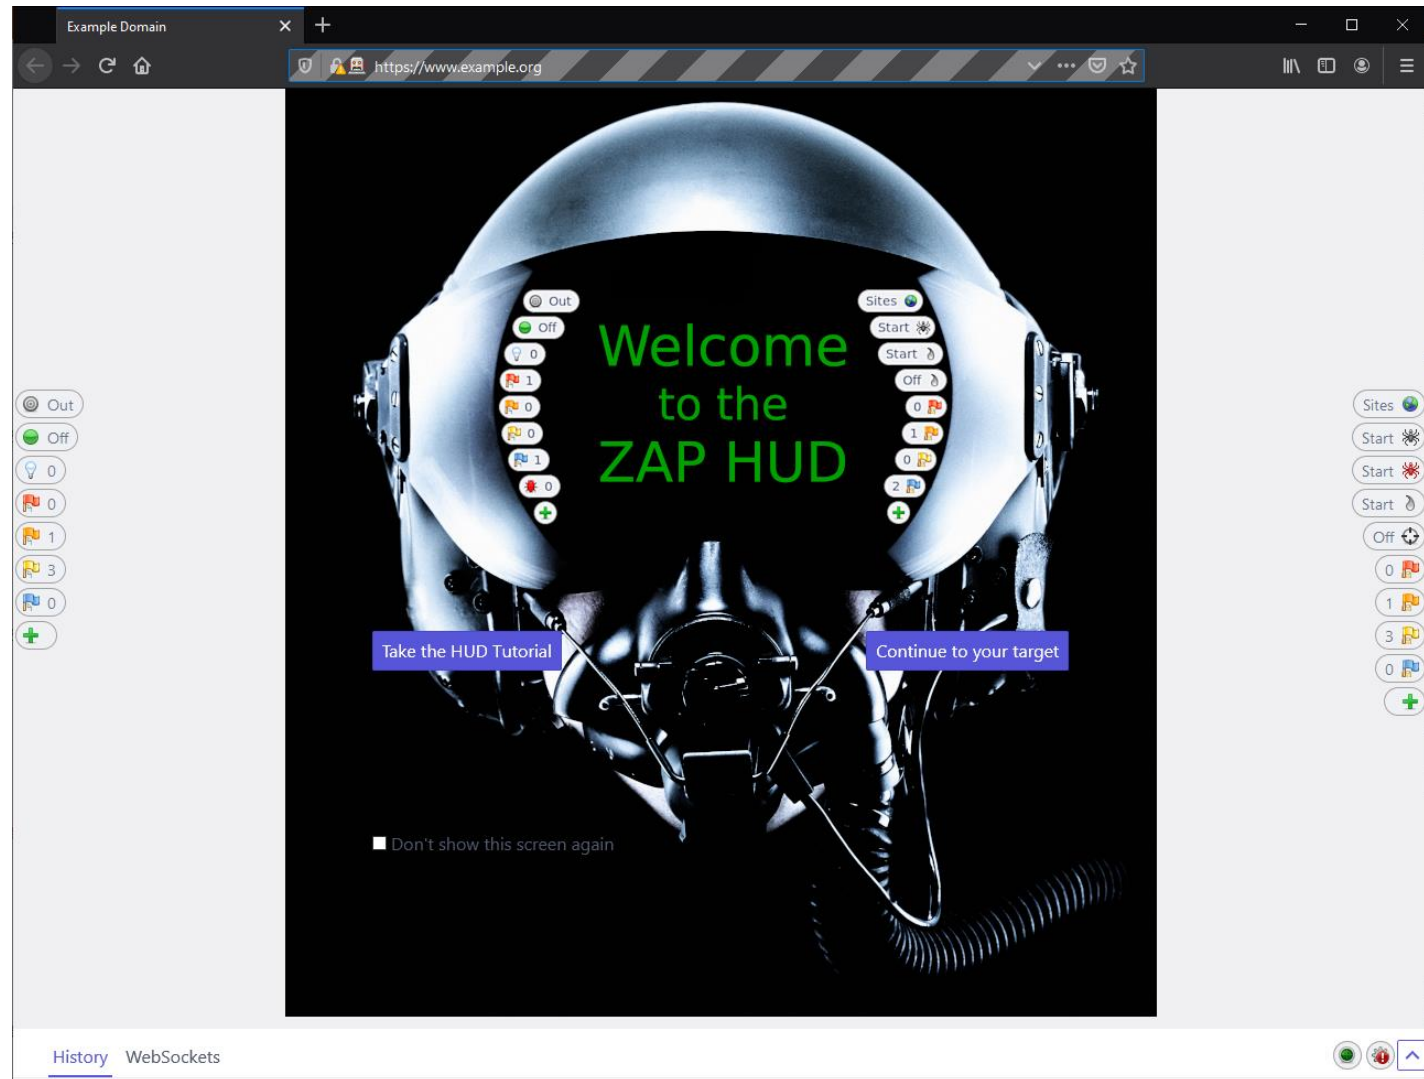 Example Domain
https://www.example.org
Out
Off
0
1
0
0
1
0
Welcome
to the
ZAP HUD
Sites
Start
Start
Off
0
1
0
2
Out
Off
0
0
1
3
0
Sites
Start
Start
Start
Off
0
1
3
0
Take the HUD Tutorial
Continue to your target
Don't show this screen again
History WebSockets